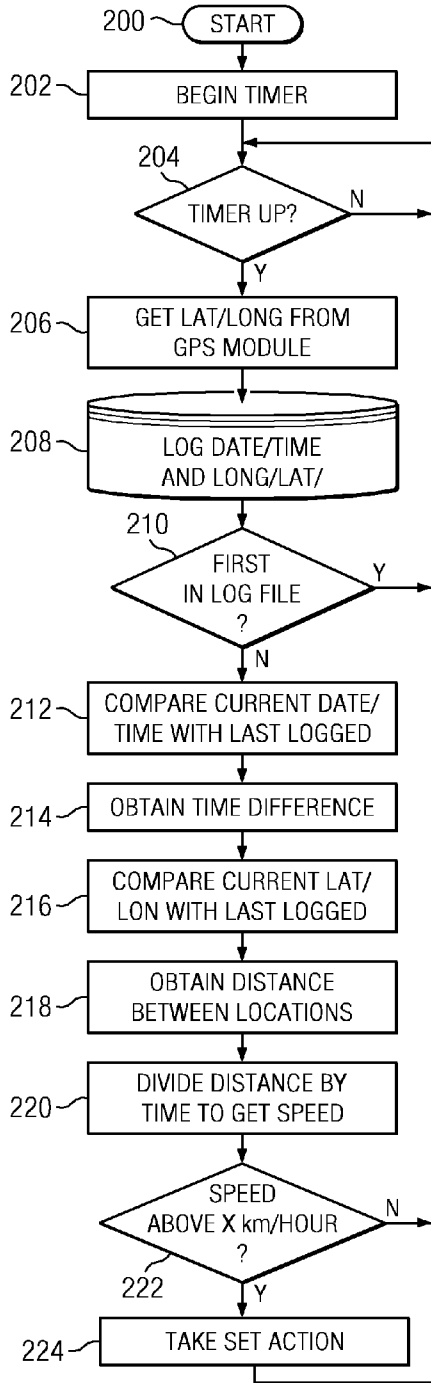 200
START
202
BEGIN TIMER
204
TIMER UP?
N
Y
206
GET LAT/LONG FROM
GPS MODULE
208
LOG DATE/TIME
AND LONG/LAT/
210
FIRST
IN LOG FILE
?
Y
N
212
COMPARE CURRENT DATE/
TIME WITH LAST LOGGED
214
OBTAIN TIME DIFFERENCE
216
COMPARE CURRENT LAT/
LON WITH LAST LOGGED
218
OBTAIN DISTANCE
BETWEEN LOCATIONS
220
DIVIDE DISTANCE BY
TIME TO GET SPEED
SPEED
ABOVE X km/HOUR
?
N
222
Y
224
TAKE SET ACTION